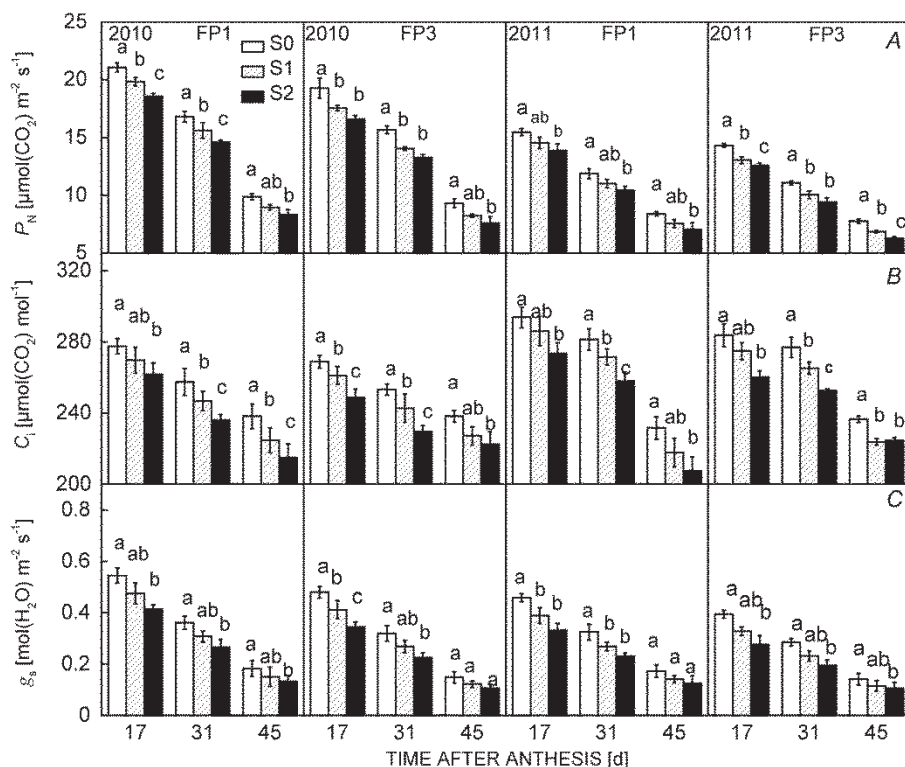 2010 FP1 2010 FP3 2011 FP1 2011 FP3 A
S0
S1
S2
P_N [µmol(CO₂) m⁻² s⁻¹]
25
20
15
10
5
a b c a b b a ab b
a b b a b b a ab b
a ab b a b b a ab b
a b c a b b a b c
B
C_i [µmol(CO₂) mol⁻¹]
320
280
240
200
a ab b a b c a b c
a b c a b c a ab b
a ab b a b c a ab b
a ab b a b c a b b
C
g_s [mol(H₂O) m⁻² s⁻¹]
0.8
0.6
0.4
0.2
0
a ab b a ab b a ab b
a b c a ab b a a a
a b b a b b a a a
a ab b a ab b a ab b
17 31 45 17 31 45 17 31 45 17 31 45
TIME AFTER ANTHESIS [d]